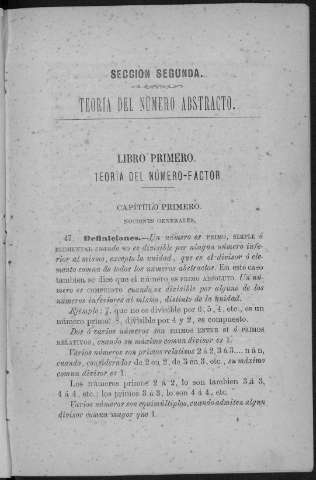 SECCION SEGUNDA.
TEORIA DEL NÚMERO ABSTRACTO.
LIBRO PRIMERO.
TEORIA DEL NÚMERO-FACTOR
CAPÍTULO PRIMERO.
NOCIONES GENERALES.
47. Definiciones.—Un número es PRIMO, SIMPLE ó
ELEMENTAL cuando no es divisible por ningun número infe-
rior al mismo, excepto la unidad, que es el divisor ó ele-
mento comun de todos los números abstractos. En este caso
tambien se dice que el número es PRIMO ABSOLUTO. Un nú-
mero es COMPUESTO cuando es divisible por alguno de los
números inferiores al mismo, distinto de la unidad.
Ejemplo: 7, que no es divisible por 6, 5, 4, etc., es un
número primo: 8, divisible por 4 y 2, es compuesto.
Dos ó varios números son PRIMOS ENTRE SÍ ó PRIMOS
RELATIVOS, cuando su máximo comun divisor es 1.
Varios números son primos relativos 2 á 2, 3 á 3.... n á n,
cuando, considerados de 2 en 2, de 3 en 3, etc., su máximo
comun divisor es 1.
Los números primos 2 á 2, lo son tambien 3 á 3,
4 á 4, etc.; los primos 3 á 3, lo son 4 á 4, etc.
Varios números son equimúltiplos, cuando admiten algun
divisor comun mayor que 1.